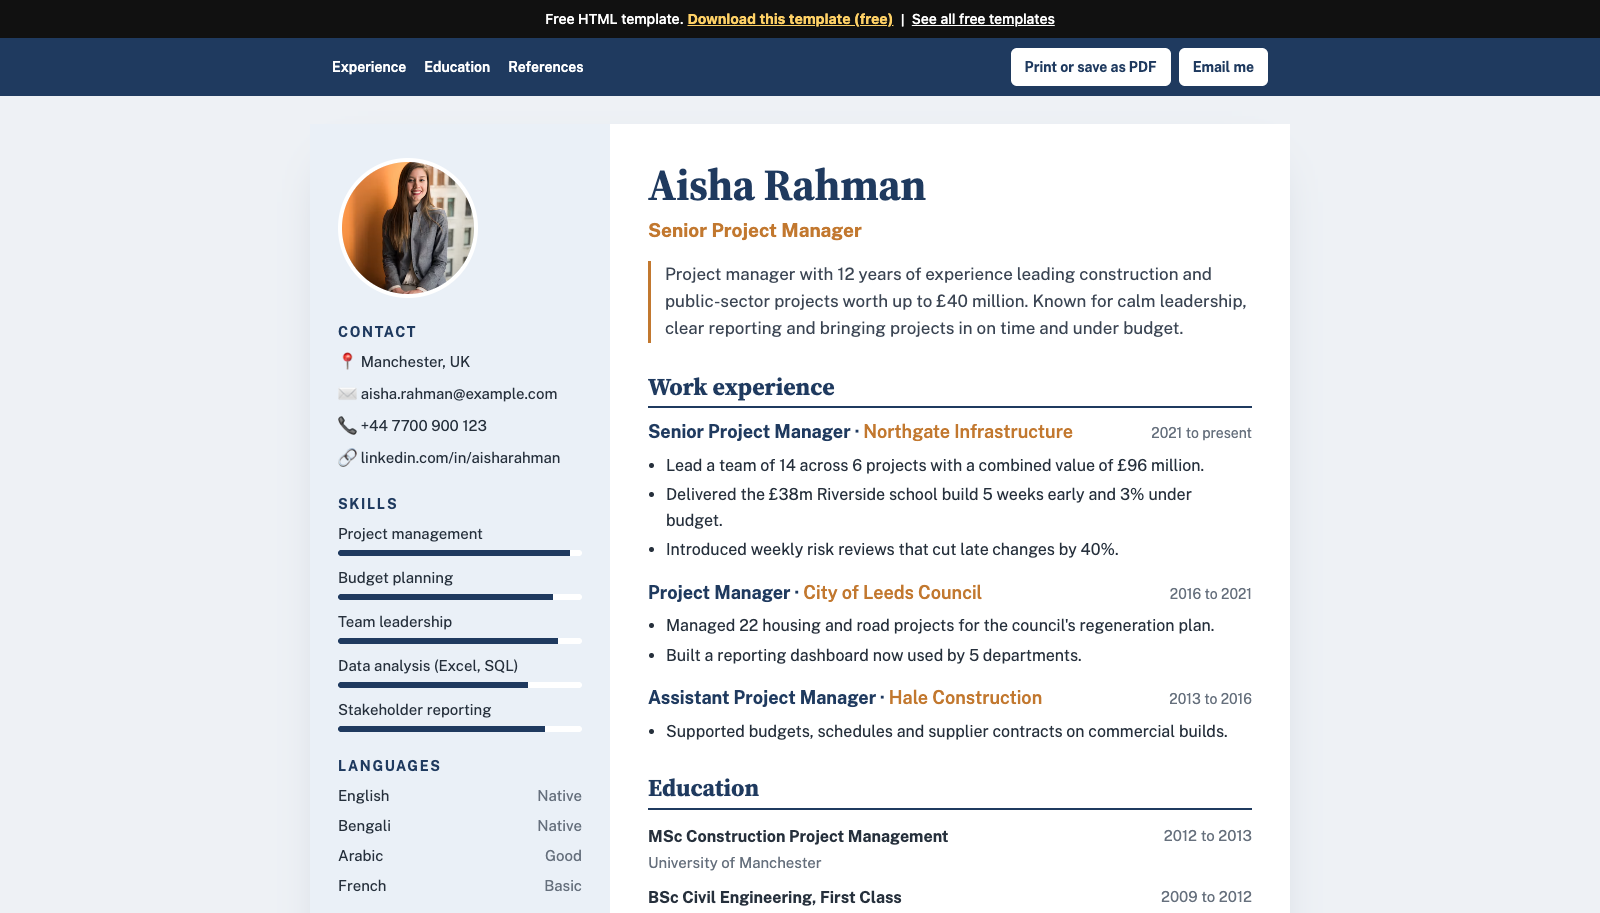 Free HTML template. Download this template (free) | See all free templates
Experience Education References Print or save as PDF Email me
CONTACT
📍 Manchester, UK
✉️ aisha.rahman@example.com
📞 +44 7700 900 123
🔗 linkedin.com/in/aisharahman
SKILLS
Project management
Budget planning
Team leadership
Data analysis (Excel, SQL)
Stakeholder reporting
LANGUAGES
English Native
Bengali Native
Arabic Good
French Basic
Aisha Rahman
Senior Project Manager
Project manager with 12 years of experience leading construction and
public-sector projects worth up to £40 million. Known for calm leadership,
clear reporting and bringing projects in on time and under budget.
Work experience
Senior Project Manager · Northgate Infrastructure 2021 to present
• Lead a team of 14 across 6 projects with a combined value of £96 million.
• Delivered the £38m Riverside school build 5 weeks early and 3% under
budget.
• Introduced weekly risk reviews that cut late changes by 40%.
Project Manager · City of Leeds Council 2016 to 2021
• Managed 22 housing and road projects for the council's regeneration plan.
• Built a reporting dashboard now used by 5 departments.
Assistant Project Manager · Hale Construction 2013 to 2016
• Supported budgets, schedules and supplier contracts on commercial builds.
Education
MSc Construction Project Management 2012 to 2013
University of Manchester
BSc Civil Engineering, First Class 2009 to 2012